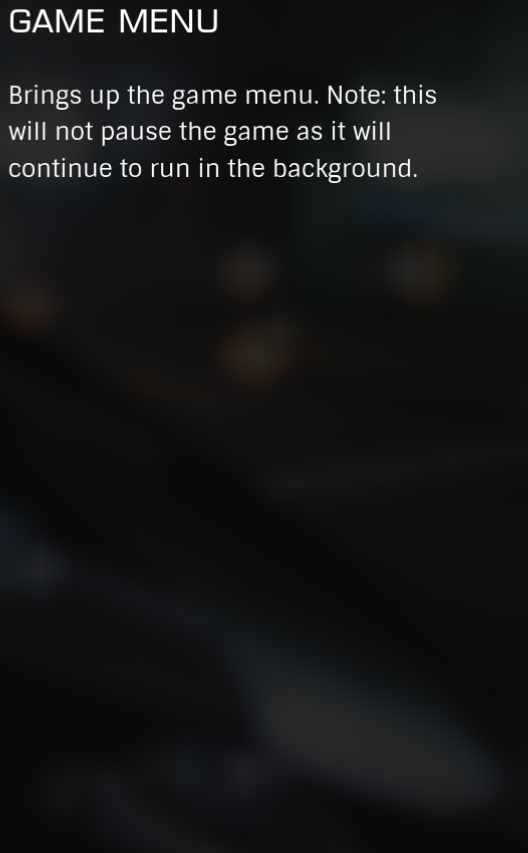 GAME MENU
Brings up the game menu. Note: this
will not pause the game as it will
continue to run in the background.